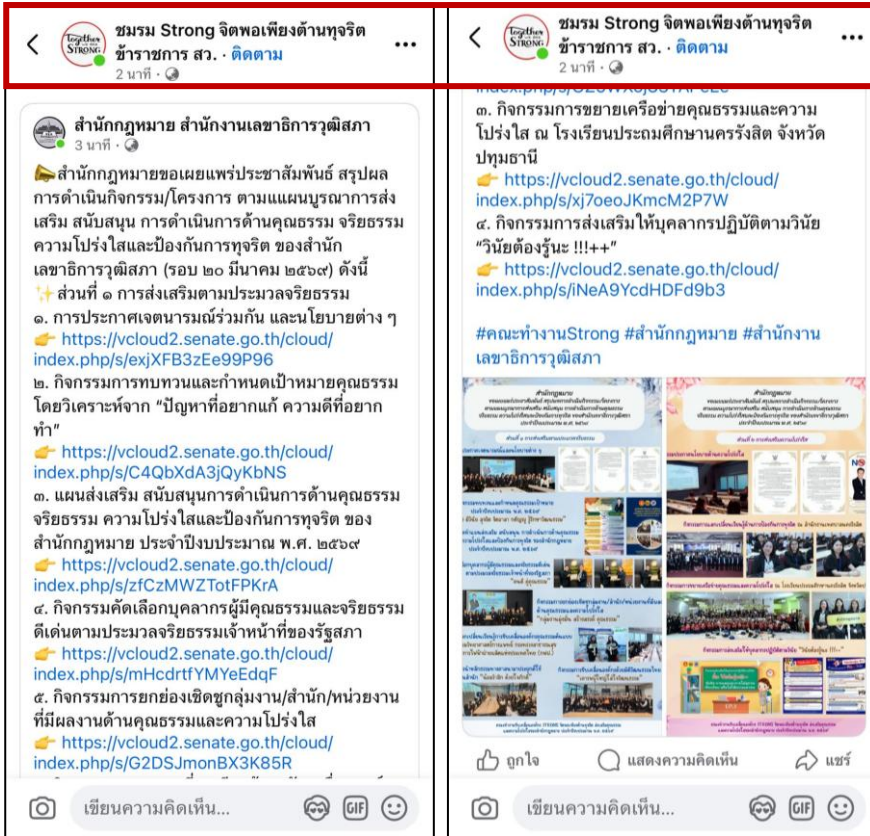 ชมรม Strong จิตพอเพียงต้านทุจริต
ข้าราชการ สว. · ติดตาม
2 นาที ·
สำนักกฎหมาย สำนักงานเลขาธิการวุฒิสภา
3 นาที ·
สำนักกฎหมายขอเผยแพร่ประชาสัมพันธ์ สรุปผล
การดำเนินกิจกรรม/โครงการ ตามแแผนบูรณาการส่ง
เสริม สนับสนุน การดำเนินการด้านคุณธรรม จริยธรรม
ความโปร่งใสและป้องกันการทุจริต ของสำนัก
เลขาธิการวุฒิสภา (รอบ ๒๐ มีนาคม ๒๕๖๙) ดังนี้
✨ส่วนที่ ๑ การส่งเสริมตามประมวลจริยธรรม
๑. การประกาศเจตนารมณ์ร่วมกัน และนโยบายต่าง ๆ
👉 https://vcloud2.senate.go.th/cloud/
index.php/s/exjXFB3zEe99P96
๒. กิจกรรมการทบทวนและกำหนดเป้าหมายคุณธรรม
โดยวิเคราะห์จาก “ปัญหาที่อยากแก้ ความดีที่อยาก
ทำ”
👉 https://vcloud2.senate.go.th/cloud/
index.php/s/C4QbXdA3jQyKbNS
๓. แผนส่งเสริม สนับสนุนการดำเนินการด้านคุณธรรม
จริยธรรม ความโปร่งใสและป้องกันการทุจริต ของ
สำนักกฎหมาย ประจำปีงบประมาณ พ.ศ. ๒๕๖๙
👉 https://vcloud2.senate.go.th/cloud/
index.php/s/zfCzMWZTotFPKrA
๔. กิจกรรมคัดเลือกบุคลากรผู้มีคุณธรรมและจริยธรรม
ดีเด่นตามประมวลจริยธรรมเจ้าหน้าที่ของรัฐสภา
👉 https://vcloud2.senate.go.th/cloud/
index.php/s/mHcdrtfYMYeEdqF
๕. กิจกรรมการยกย่องเชิดชูกลุ่มงาน/สำนัก/หน่วยงาน
ที่มีผลงานด้านคุณธรรมและความโปร่งใส
👉 https://vcloud2.senate.go.th/cloud/
index.php/s/G2DSJmonBX3K85R
เขียนความคิดเห็น...
GIF
ชมรม Strong จิตพอเพียงต้านทุจริต
ข้าราชการ สว. · ติดตาม
2 นาที ·
๓. กิจกรรมการขยายเครือข่ายคุณธรรมและความ
โปร่งใส ณ โรงเรียนประถมศึกษานครรังสิต จังหวัด
ปทุมธานี
👉 https://vcloud2.senate.go.th/cloud/
index.php/s/xj7oeoJKmcM2P7W
๔. กิจกรรมการส่งเสริมให้บุคลากรปฏิบัติตามวินัย
“วินัยต้องรู้นะ !!!++”
👉 https://vcloud2.senate.go.th/cloud/
index.php/s/iNeA9YcdHDFd9b3
#คณะทำงานStrong #สำนักกฎหมาย #สำนักงาน
เลขาธิการวุฒิสภา
สำนักกฎหมาย
สำนักกฎหมาย
ถูกใจ
แสดงความคิดเห็น
แชร์
เขียนความคิดเห็น...
GIF